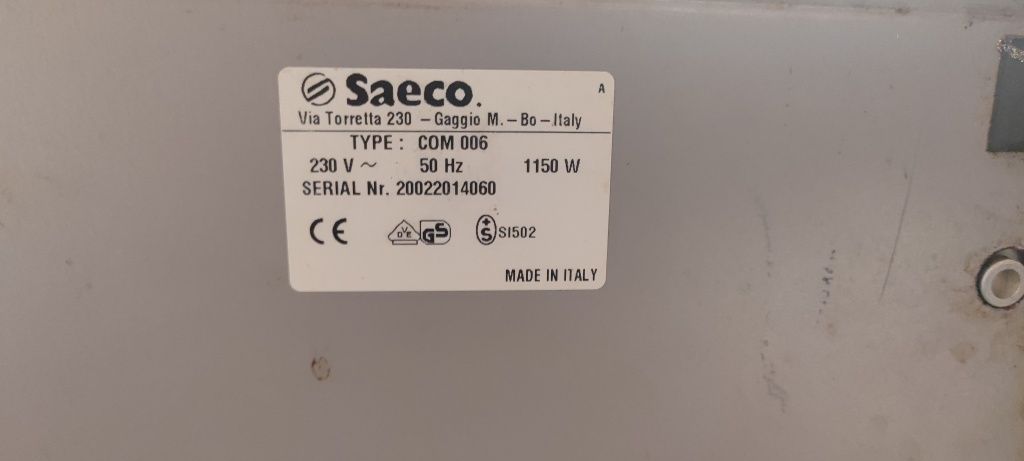 Saeco.
A
Via Torretta 230 – Gaggio M. – Bo – Italy
TYPE : COM 006
230 V ~ 50 Hz 1150 W
SERIAL Nr. 20022014060
CE DVE GS +S SI502
MADE IN ITALY